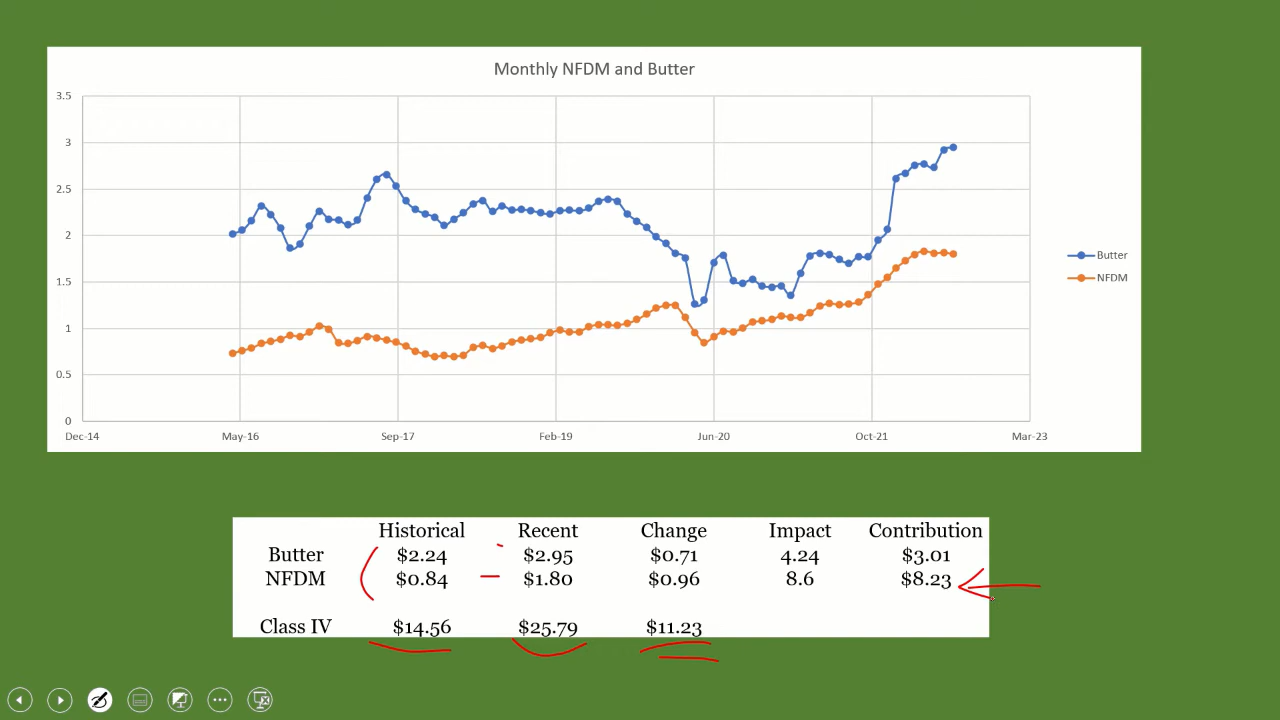 Monthly NFDM and Butter
3.5
3
2.5
2
1.5
1
0.5
0
Dec-14 May-16 Sep-17 Feb-19 Jun-20 Oct-21 Mar-23
Butter
NFDM
Historical Recent Change Impact Contribution
Butter $2.24 $2.95 $0.71 4.24 $3.01
NFDM $0.84 $1.80 $0.96 8.6 $8.23
Class IV $14.56 $25.79 $11.23